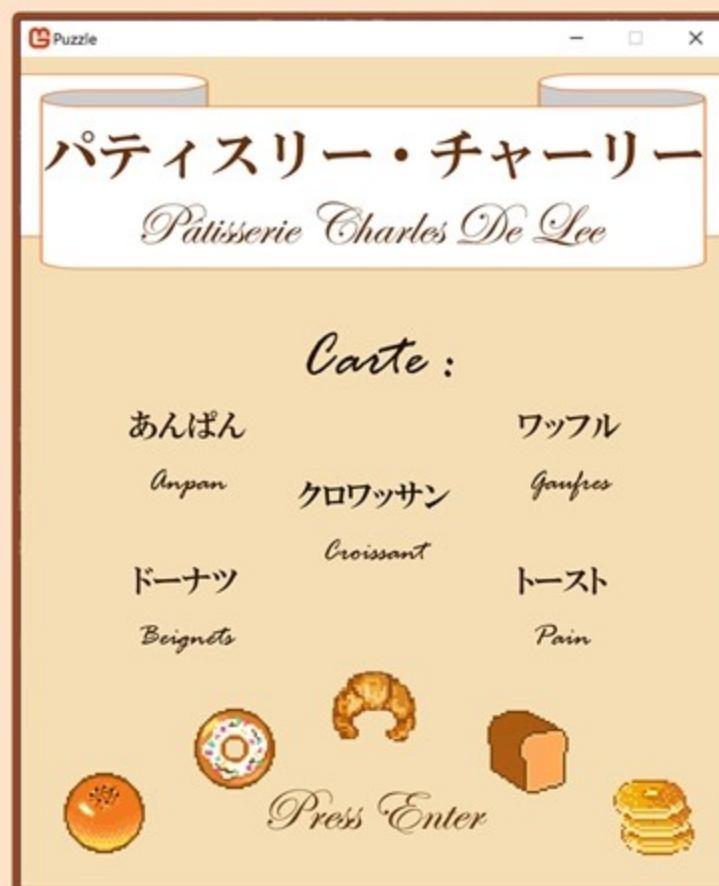 Puzzle
パティスリー・チャーリー
Pâtisserie Charles De Lee
Carte :
あんぱん
ワッフル
Anpan
クロワッサン
Gaufres
Croissant
ドーナツ
トースト
Beignets
Pain
Press Enter